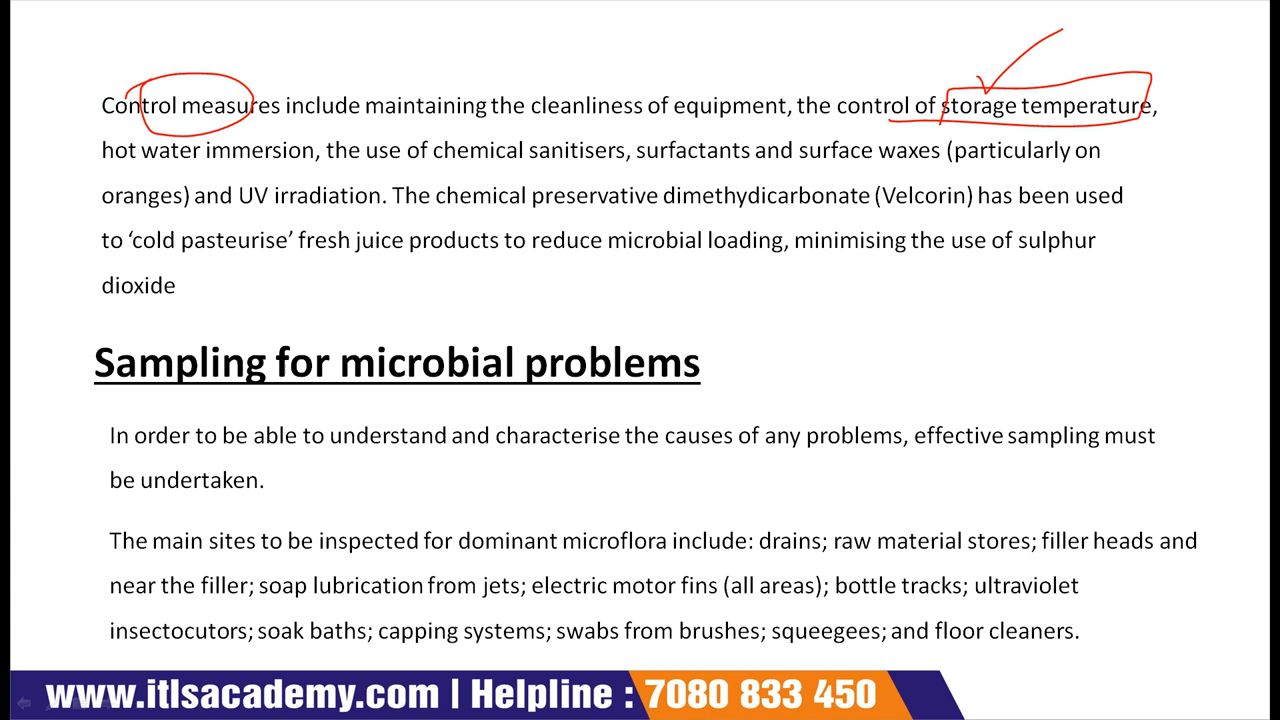 Control measures include maintaining the cleanliness of equipment, the control of storage temperature,
hot water immersion, the use of chemical sanitisers, surfactants and surface waxes (particularly on
oranges) and UV irradiation. The chemical preservative dimethydicarbonate (Velcorin) has been used
to ‘cold pasteurise’ fresh juice products to reduce microbial loading, minimising the use of sulphur
dioxide
Sampling for microbial problems
In order to be able to understand and characterise the causes of any problems, effective sampling must
be undertaken.
The main sites to be inspected for dominant microflora include: drains; raw material stores; filler heads and
near the filler; soap lubrication from jets; electric motor fins (all areas); bottle tracks; ultraviolet
insectocutors; soak baths; capping systems; swabs from brushes; squeegees; and floor cleaners.
www.itlsacademy.com | Helpline : 7080 833 450